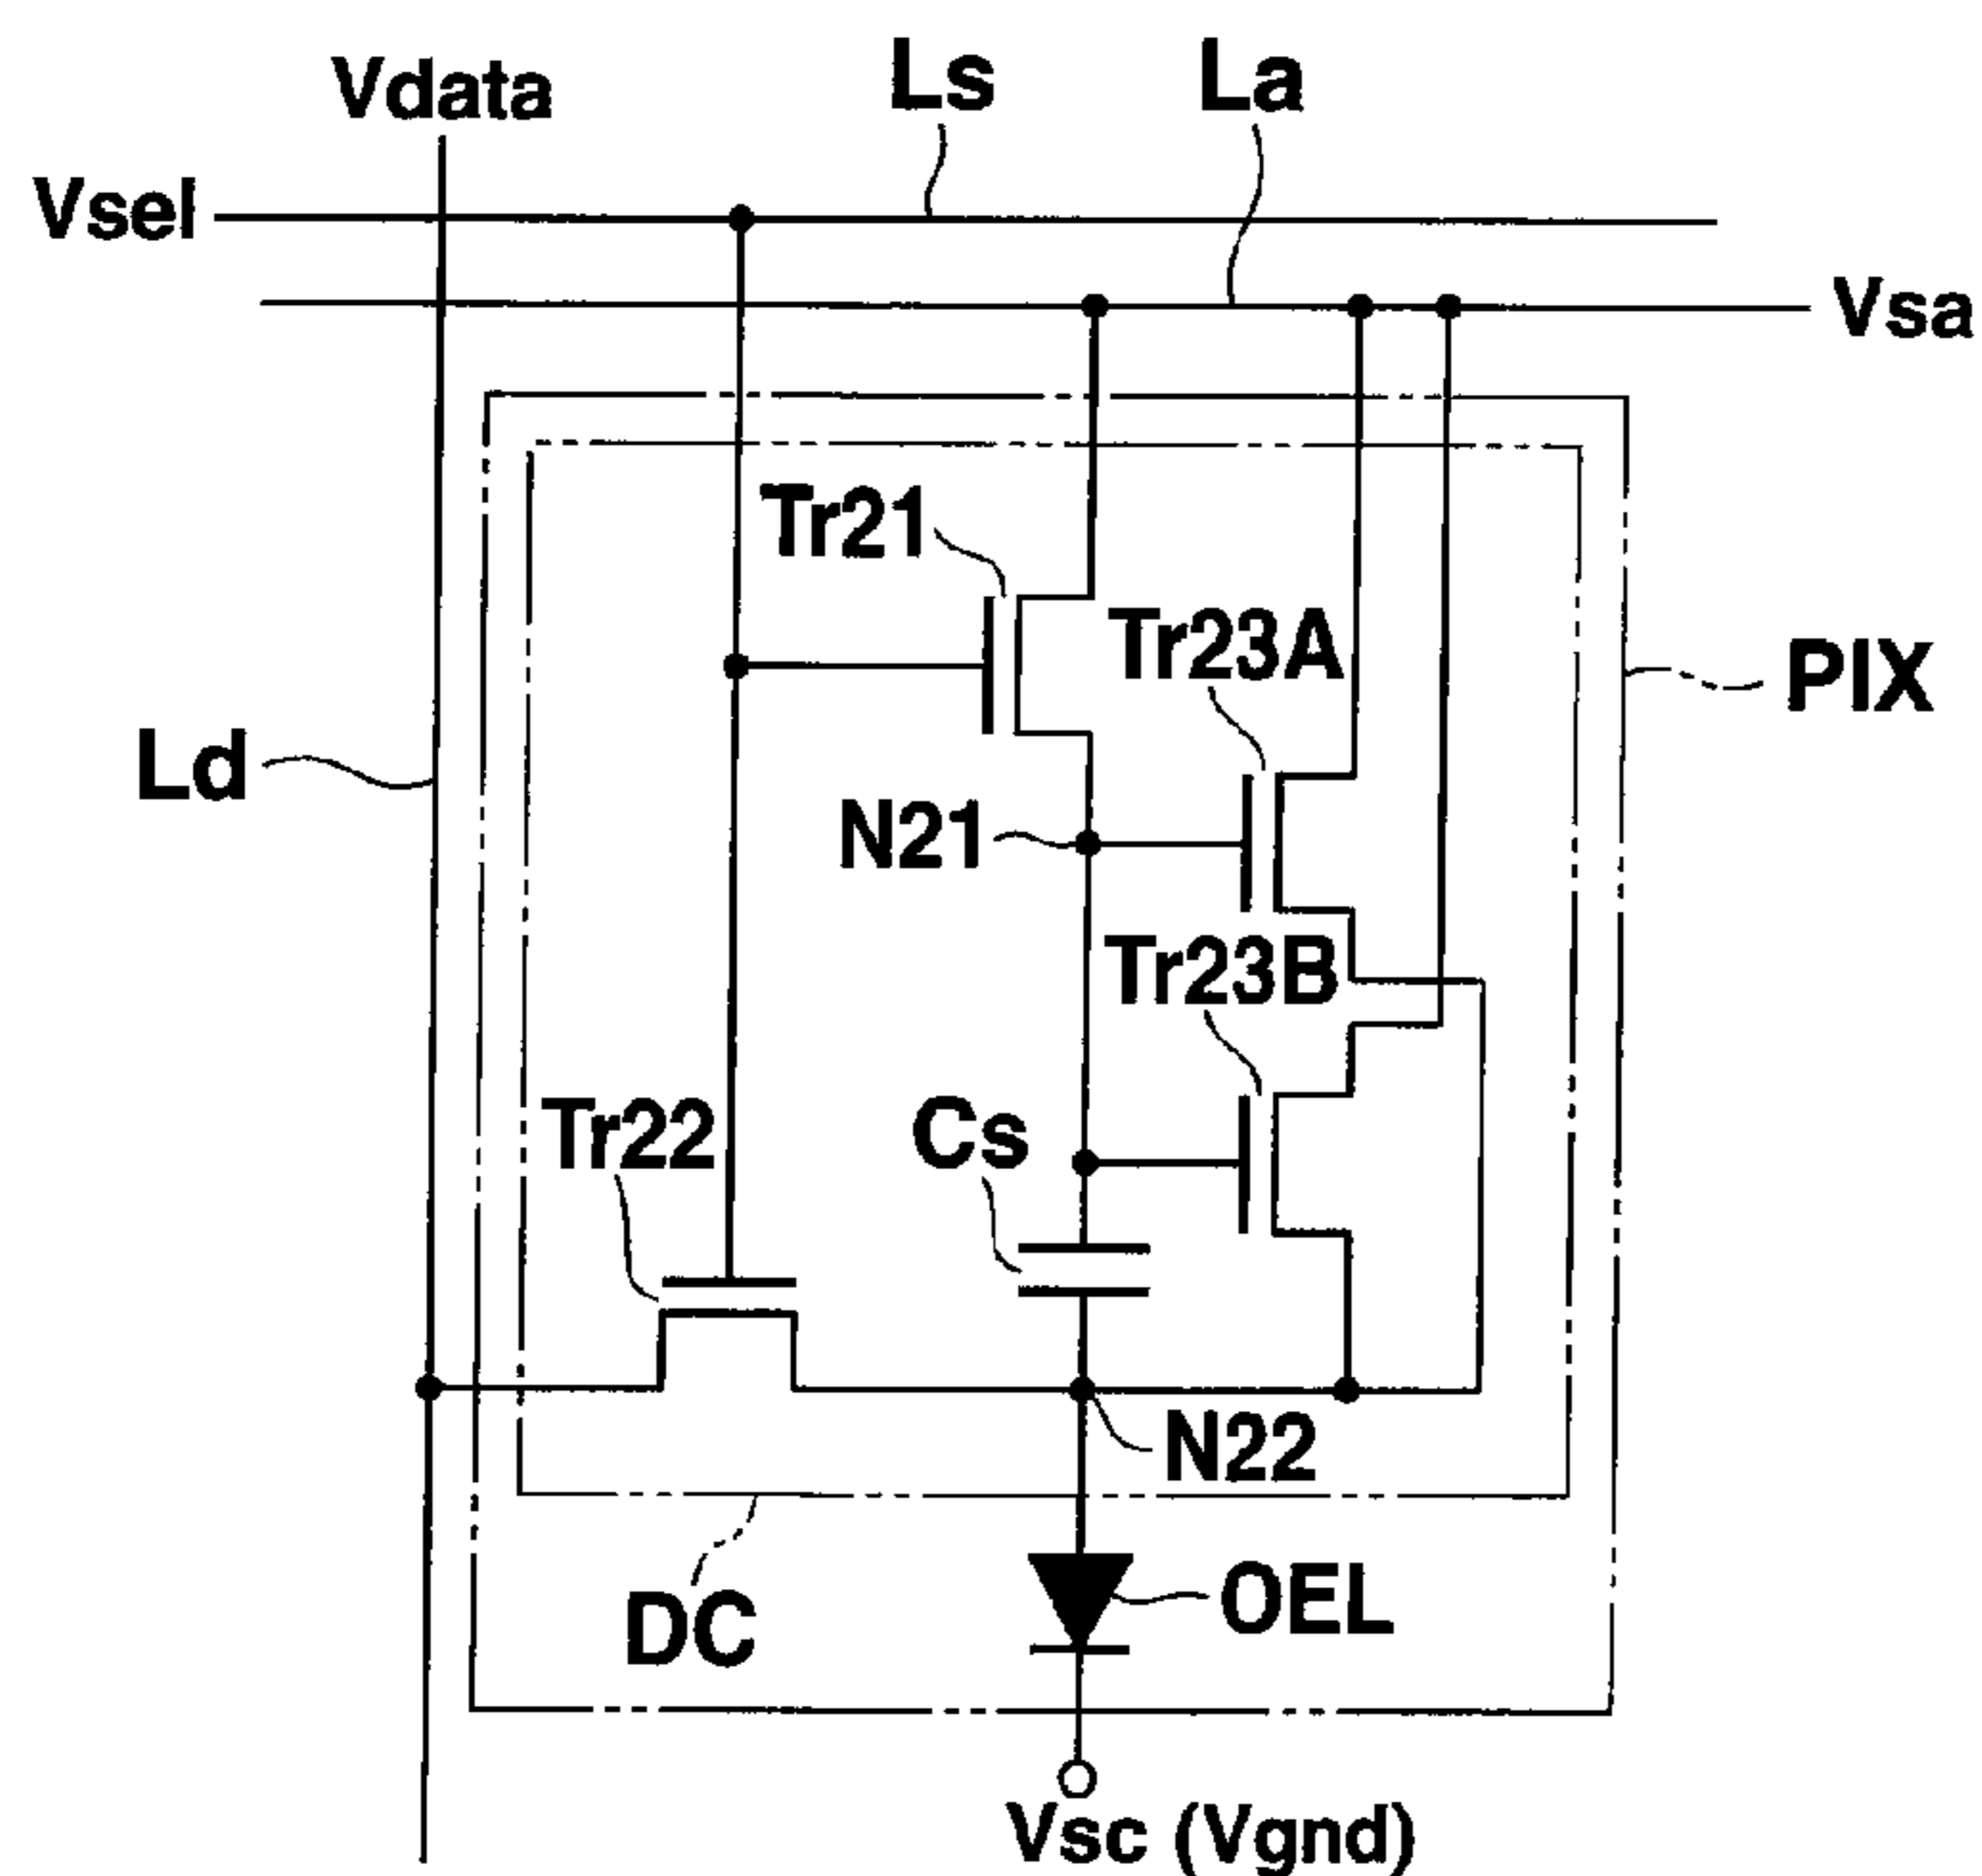 Ls
La
Vdata
Vsel
Vsa
Tr21
Tr23A
PIX
Ld
N21
Tr23B
Tr22
Cs
N22
DC
OEL
Vsc (Vgnd)